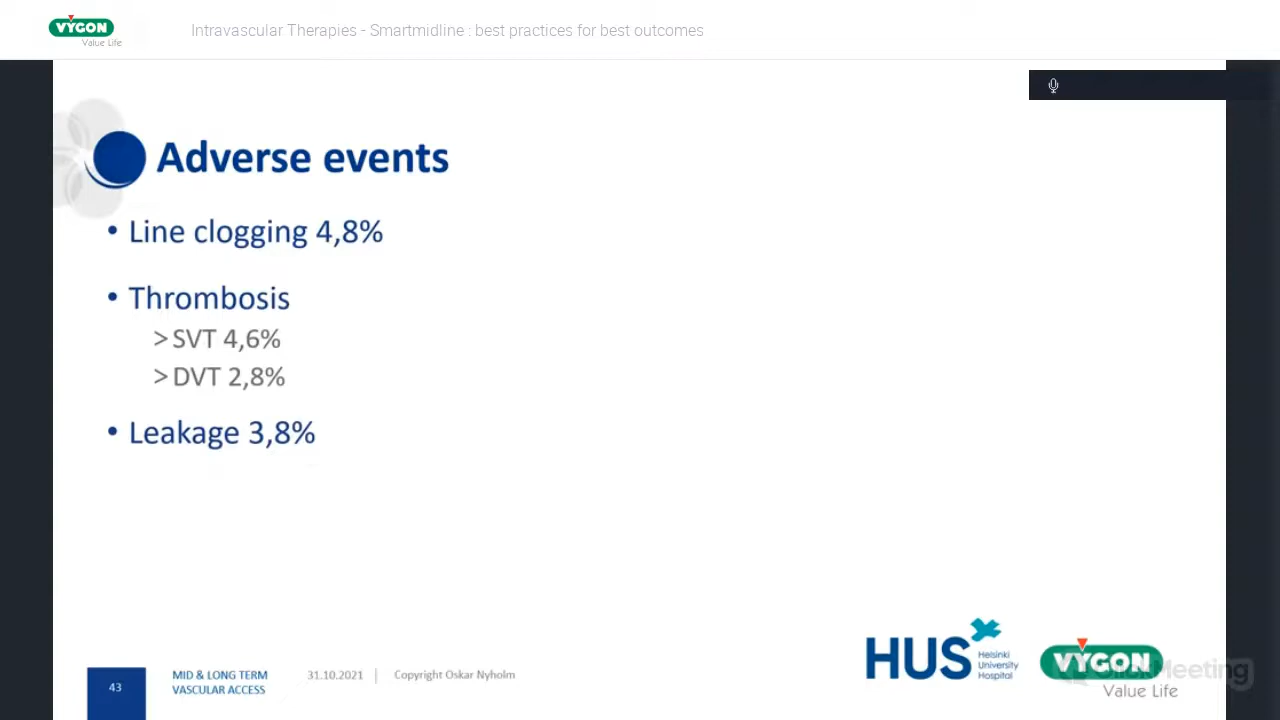 VYGON
Value Life
Intravascular Therapies - Smartmidline : best practices for best outcomes
Adverse events
• Line clogging 4,8%
• Thrombosis
> SVT 4,6%
> DVT 2,8%
• Leakage 3,8%
43
MID & LONG TERM
VASCULAR ACCESS
31.10.2021 | Copyright Oskar Nyholm
HUS
Helsinki
University
Hospital
VYGON
Value Life
ClickMeeting